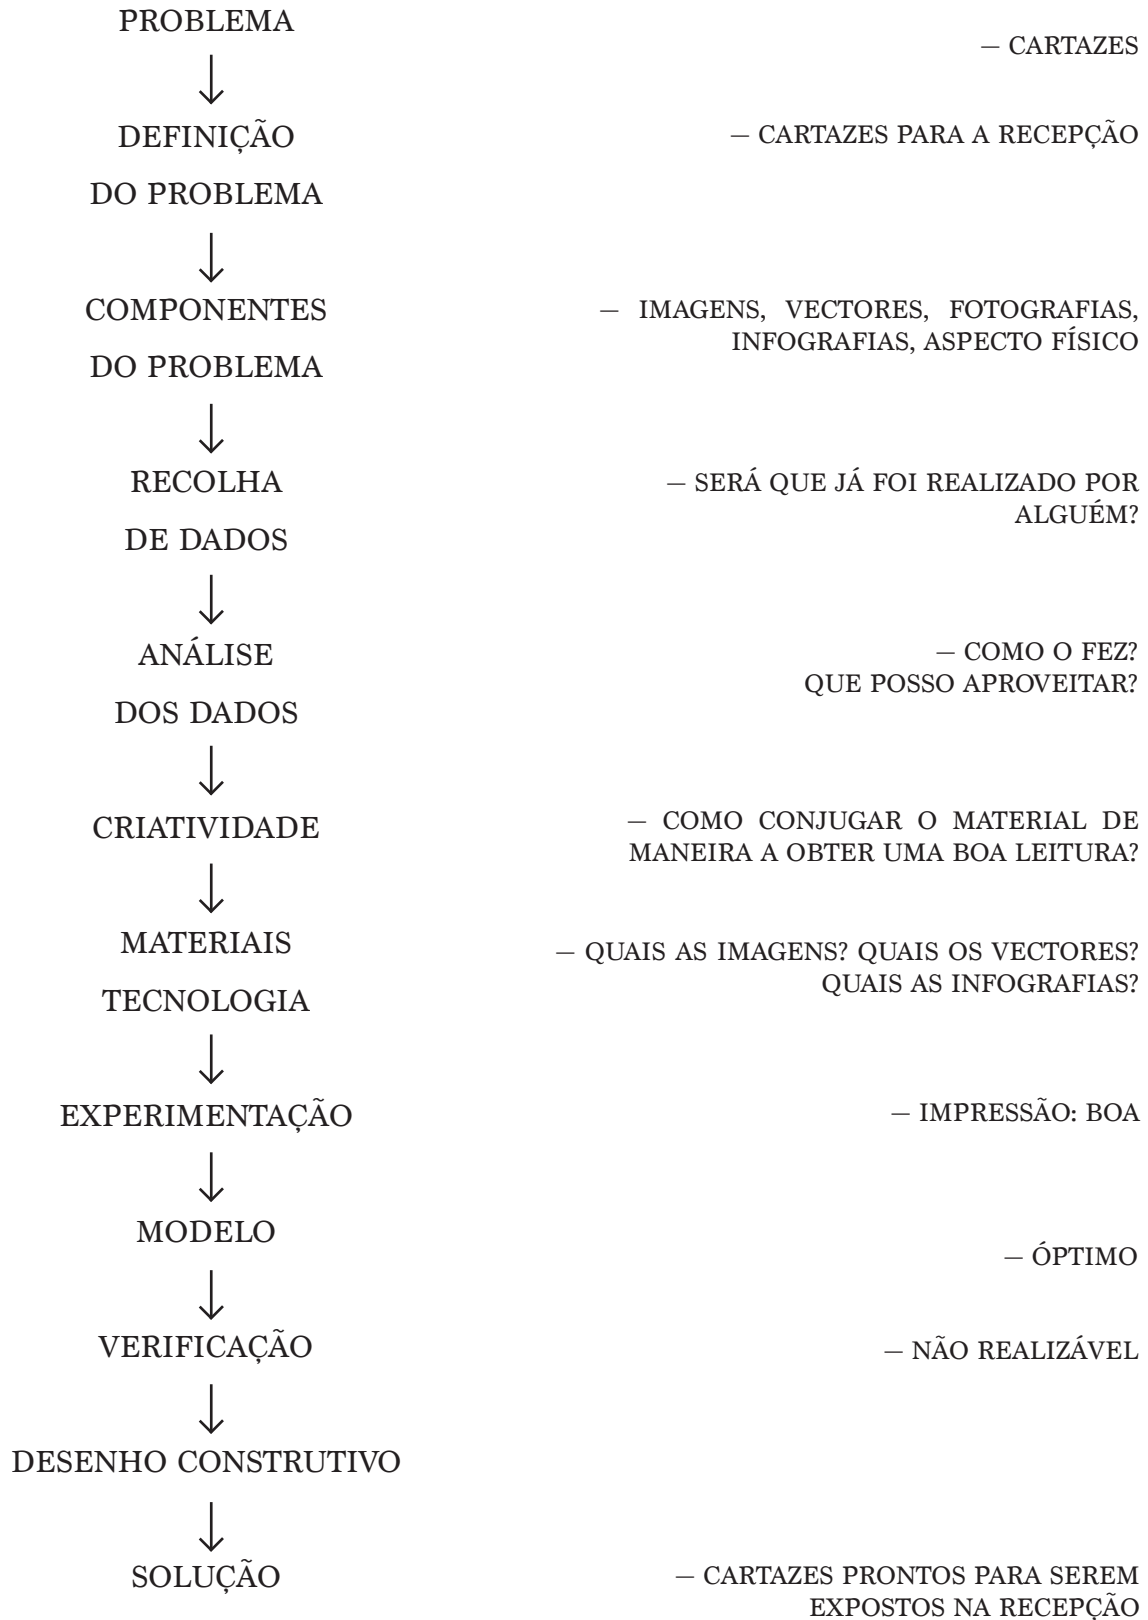 PROBLEMA
— CARTAZES
DEFINIÇÃO
DO PROBLEMA
— CARTAZES PARA A RECEPÇÃO
COMPONENTES
DO PROBLEMA
— IMAGENS, VECTORES, FOTOGRAFIAS,
INFOGRAFIAS, ASPECTO FÍSICO
RECOLHA
DE DADOS
— SERÁ QUE JÁ FOI REALIZADO POR
ALGUÉM?
ANÁLISE
DOS DADOS
— COMO O FEZ?
QUE POSSO APROVEITAR?
CRIATIVIDADE
— COMO CONJUGAR O MATERIAL DE
MANEIRA A OBTER UMA BOA LEITURA?
MATERIAIS
TECNOLOGIA
— QUAIS AS IMAGENS? QUAIS OS VECTORES?
QUAIS AS INFOGRAFIAS?
EXPERIMENTAÇÃO
— IMPRESSÃO: BOA
MODELO
— ÓPTIMO
VERIFICAÇÃO
— NÃO REALIZÁVEL
DESENHO CONSTRUTIVO
SOLUÇÃO
— CARTAZES PRONTOS PARA SEREM
EXPOSTOS NA RECEPÇÃO